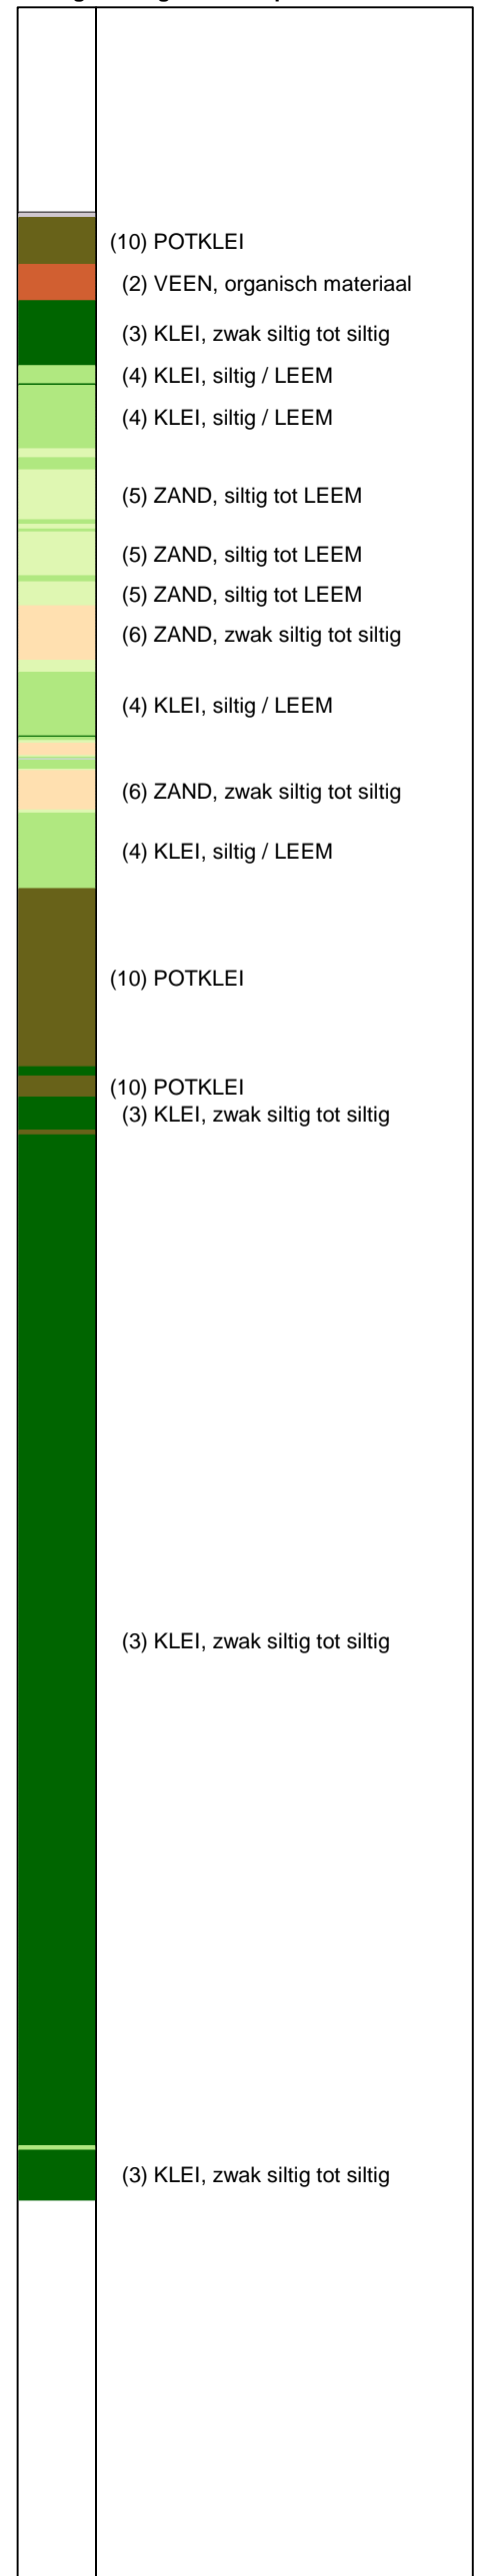 (10) POTKLEI
(2) VEEN, organisch materiaal
(3) KLEI, zwak siltig tot siltig
(4) KLEI, siltig / LEEM
(4) KLEI, siltig / LEEM
(5) ZAND, siltig tot LEEM
(5) ZAND, siltig tot LEEM
(5) ZAND, siltig tot LEEM
(6) ZAND, zwak siltig tot siltig
(4) KLEI, siltig / LEEM
(6) ZAND, zwak siltig tot siltig
(4) KLEI, siltig / LEEM
(10) POTKLEI
(10) POTKLEI
(3) KLEI, zwak siltig tot siltig
(3) KLEI, zwak siltig tot siltig
(3) KLEI, zwak siltig tot siltig